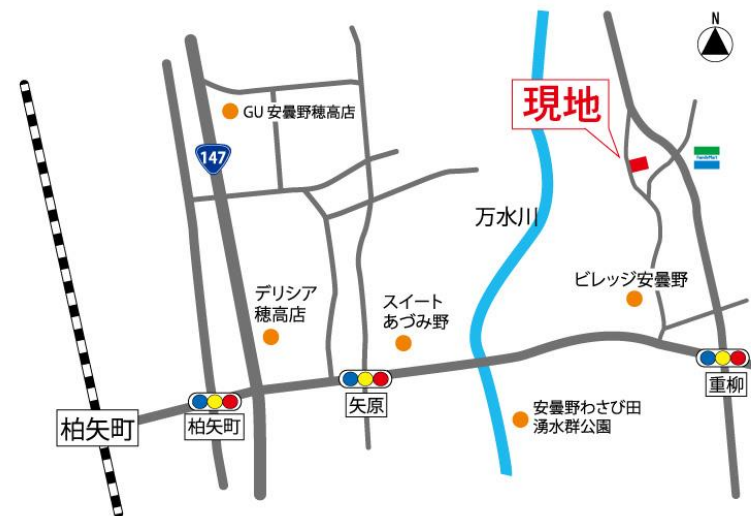 N
現地
GU 安曇野穂高店
147
FamilyMart
万水川
ビレッジ安曇野
デリシア
穂高店
スイート
あづみ野
重柳
矢原
柏矢町
柏矢町
安曇野わさび田
湧水群公園